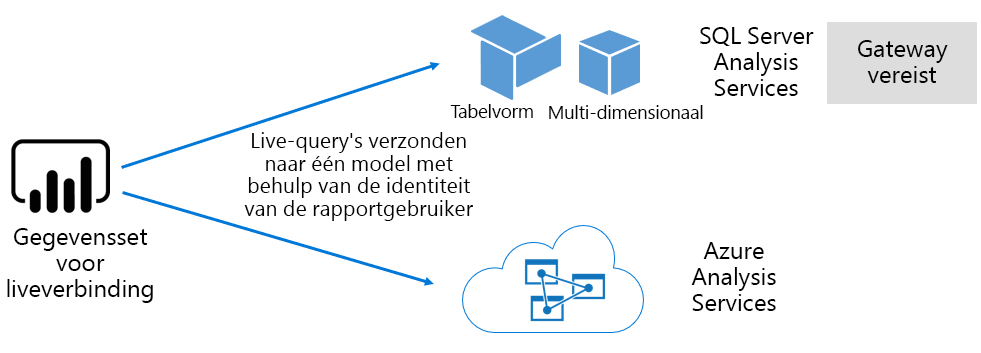 SQL Server
Analysis
Services
Gateway
vereist
Tabelvorm
Multi-dimensionaal
Live-query's verzonden
naar één model met
behulp van de identiteit
van de rapportgebruiker
Gegevensset
voor
liveverbinding
Azure
Analysis
Services